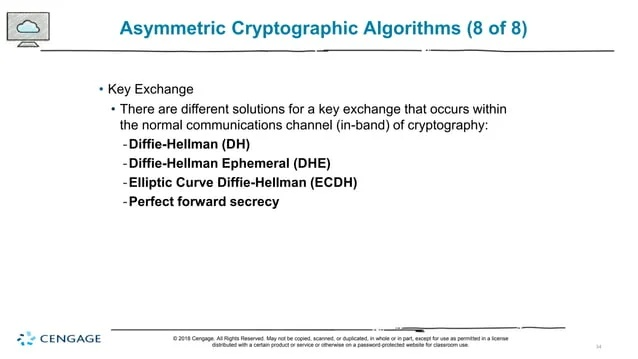 Asymmetric Cryptographic Algorithms (8 of 8)
• Key Exchange
• There are different solutions for a key exchange that occurs within
the normal communications channel (in-band) of cryptography:
-Diffie-Hellman (DH)
-Diffie-Hellman Ephemeral (DHE)
-Elliptic Curve Diffie-Hellman (ECDH)
-Perfect forward secrecy
CENGAGE
© 2018 Cengage. All Rights Reserved. May not be copied, scanned, or duplicated, in whole or in part, except for use as permitted in a license
distributed with a certain product or service or otherwise on a password-protected website for classroom use.